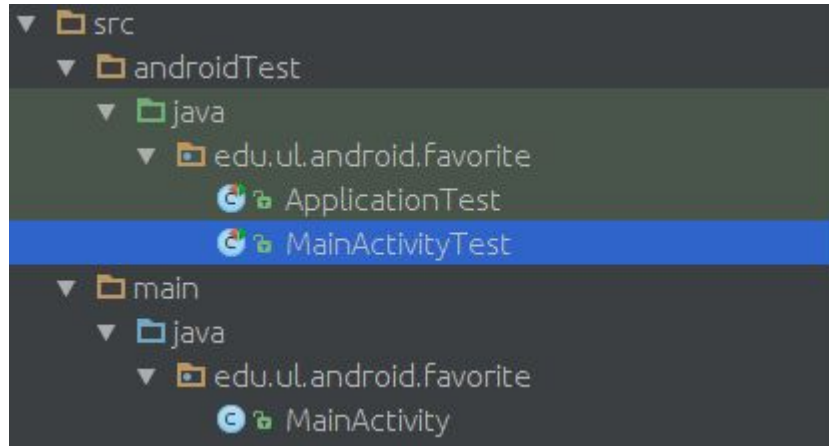 src
androidTest
java
edu.ul.android.favorite
ApplicationTest
MainActivityTest
main
java
edu.ul.android.favorite
MainActivity